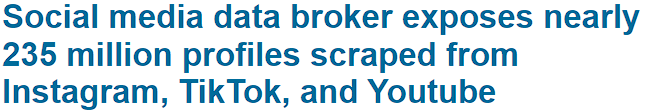 Social media data broker exposes nearly
235 million profiles scraped from
Instagram, TikTok, and Youtube